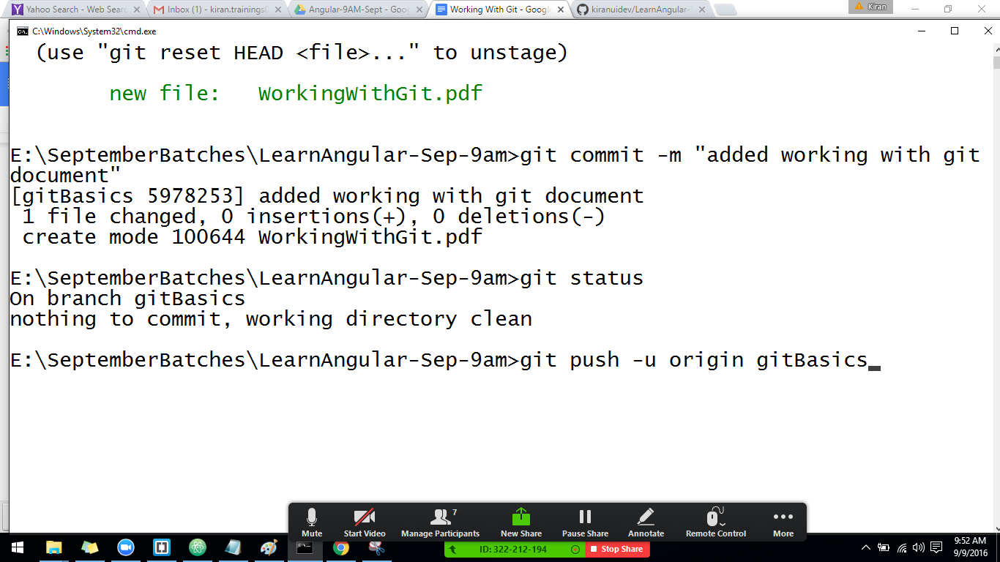 Yahoo Search - Web Sear
Inbox (1) - kiran.trainings
Angular-9AM-Sept - Goo
Working With Git - Google
kiranuidev/LearnAngular-
Kiran
C:\Windows\System32\cmd.exe
(use "git reset HEAD <file>..." to unstage)
new file:   WorkingWithGit.pdf
E:\SeptemberBatches\LearnAngular-Sep-9am>git commit -m "added working with git
document"
[gitBasics 5978253] added working with git document
1 file changed, 0 insertions(+), 0 deletions(-)
create mode 100644 WorkingWithGit.pdf
E:\SeptemberBatches\LearnAngular-Sep-9am>git status
On branch gitBasics
nothing to commit, working directory clean
E:\SeptemberBatches\LearnAngular-Sep-9am>git push -u origin gitBasics
7
Mute
Start Video
Manage Participants
New Share
Pause Share
Annotate
Remote Control
More
ID: 322-212-194
Stop Share
9:52 AM
9/9/2016